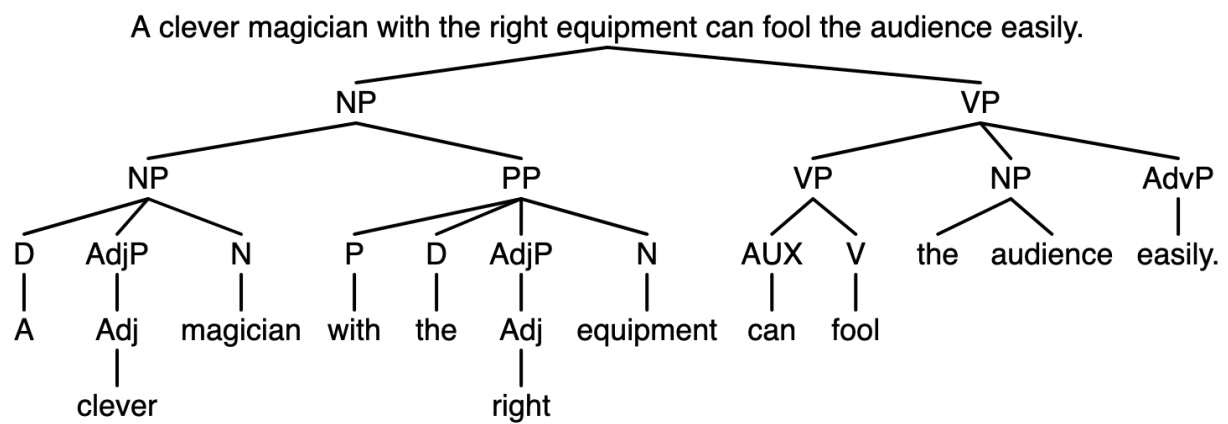 A clever magician with the right equipment can fool the audience easily.
NP VP
NP PP VP NP AdvP
D AdjP N P D AdjP N AUX V the audience easily.
A Adj magician with the Adj equipment can fool
clever right